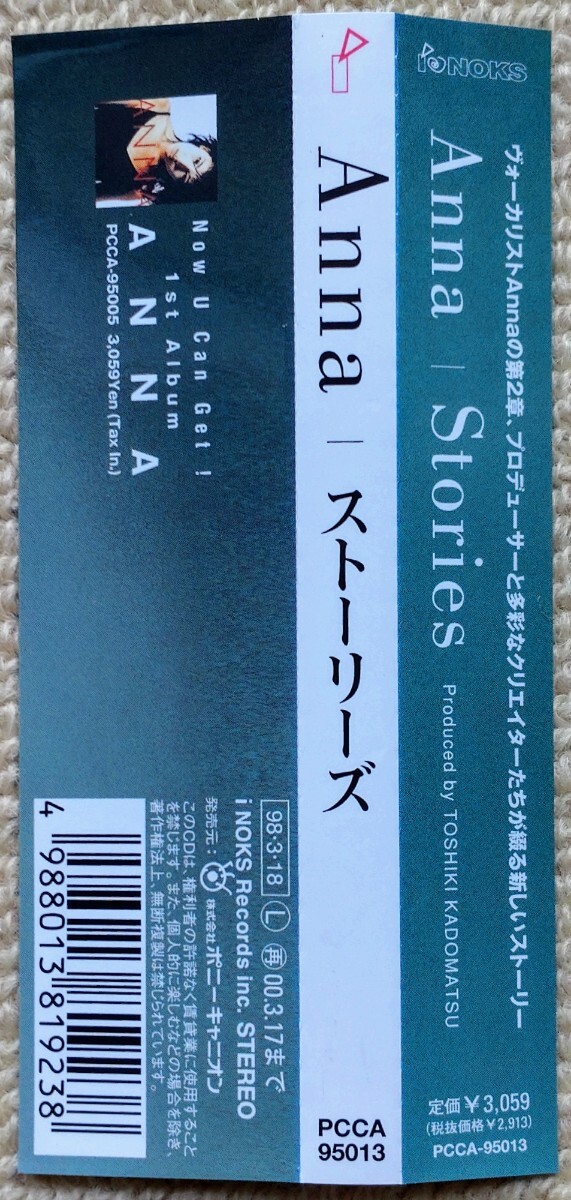 i NOKS
ヴォーカリストAnnaの第2章、プロデューサーと多彩なクリエイターたちが綴る新しいストーリー
Anna | Stories
Produced by TOSHIKI KADOMATSU
定価￥3,059
(税抜価格￥2,913)
PCCA-95013
Anna | ストーリーズ
PCCA
95013
ANNA
Now U Can Get !
1st Album
ANNA
PCCA-95005 3,059Yen (Tax In.)
98・3・18 L 再 00.3.17まで
i NOKS Records inc. STEREO
発売元：株式会社ポニーキャニオン
このCDは、権利者の許諾なく賃貸業に使用すること
を禁じます。また、個人的に楽しむなどの場合を除き、
著作権法上、無断複製は禁じられています。
4 988013 819238